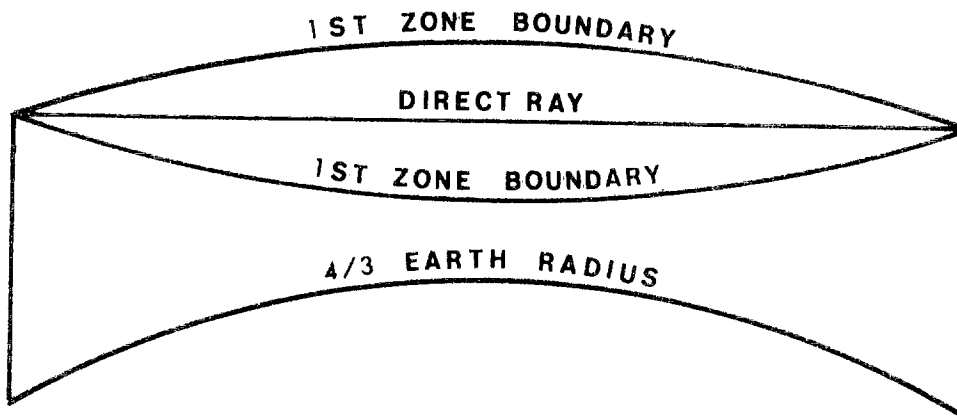 1ST ZONE BOUNDARY
DIRECT RAY
1ST ZONE BOUNDARY
4/3 EARTH RADIUS